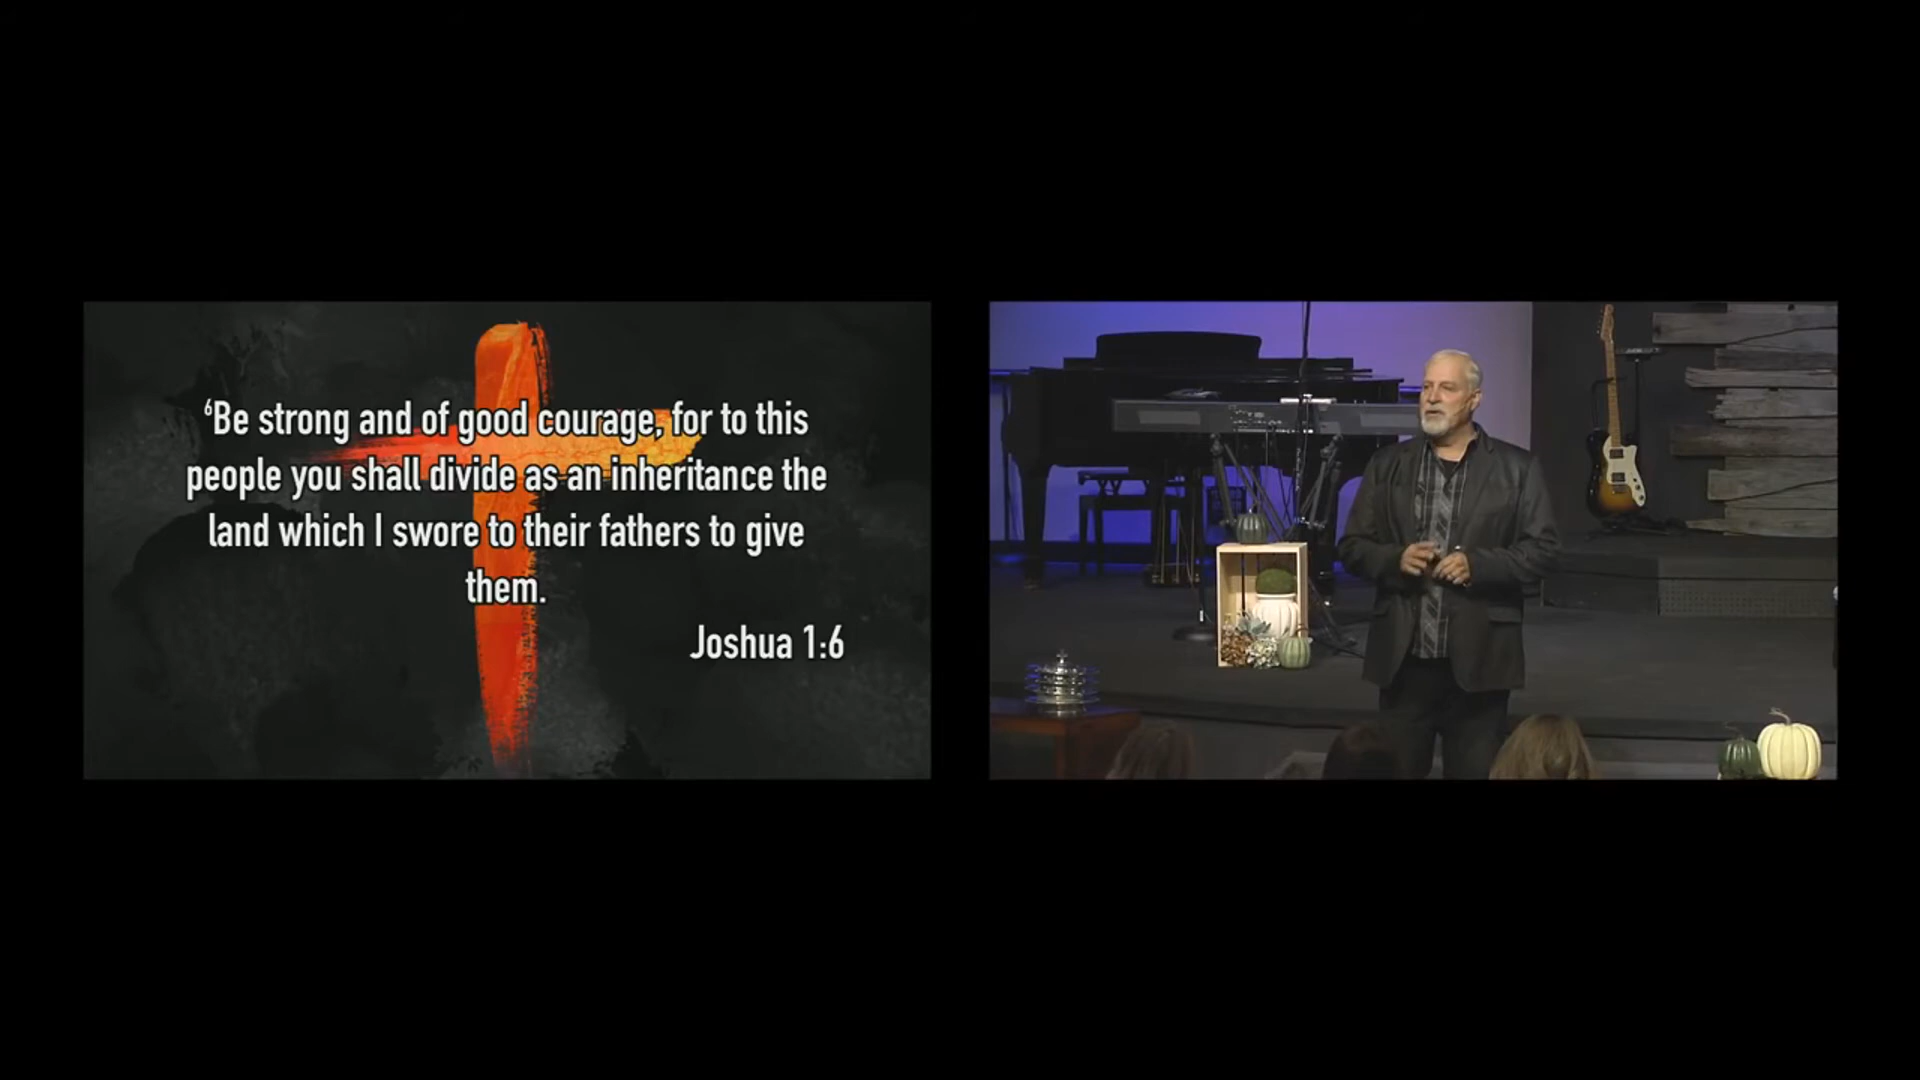 ⁶Be strong and of good courage, for to this
people you shall divide as an inheritance the
land which I swore to their fathers to give
them.
Joshua 1:6